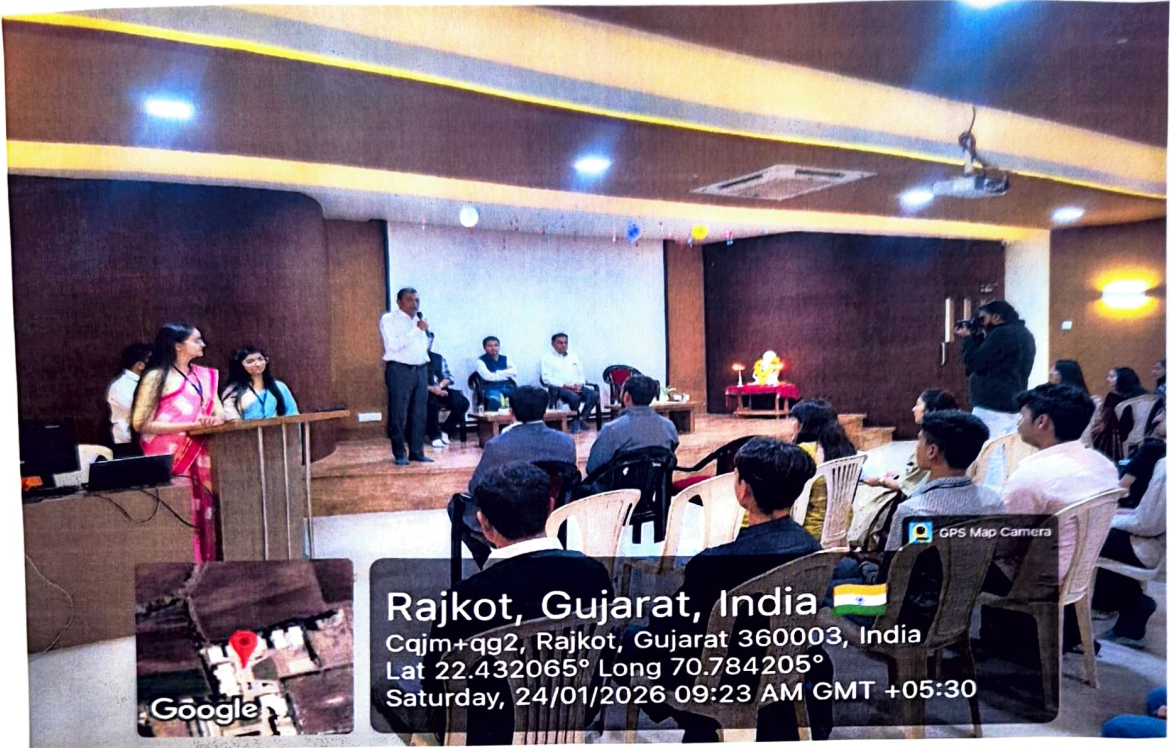 GPS Map Camera
Rajkot, Gujarat, India
Cqjm+qg2, Rajkot, Gujarat 360003, India
Lat 22.432065° Long 70.784205°
Saturday, 24/01/2026 09:23 AM GMT +05:30
Google